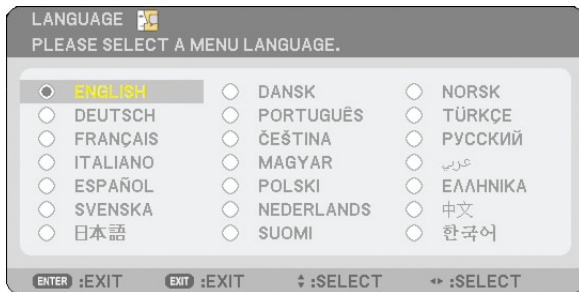 LANGUAGE
PLEASE SELECT A MENU LANGUAGE.
ENGLISH DANSK NORSK
DEUTSCH PORTUGUÊS TÜRKÇE
FRANÇAIS ČEŠTINA РУССКИЙ
ITALIANO MAGYAR عربي
ESPAÑOL POLSKI ΕΛΛΗΝΙΚΑ
SVENSKA NEDERLANDS 中文
日本語 SUOMI 한국어
ENTER :EXIT EXIT :EXIT :SELECT :SELECT